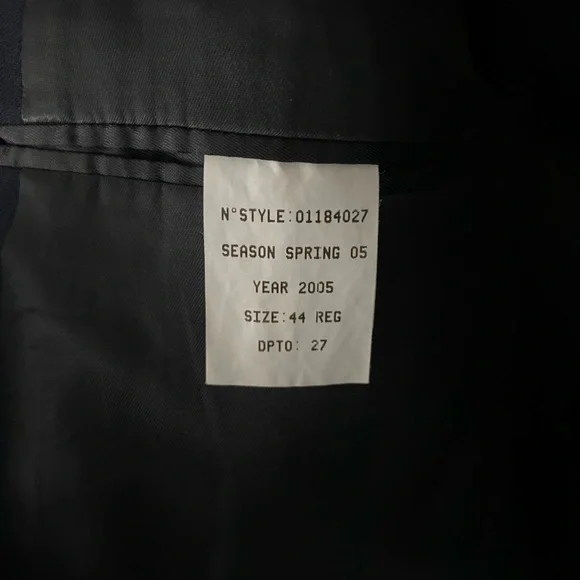 N°STYLE:01184027
SEASON SPRING 05
YEAR 2005
SIZE:44 REG
DPTO: 27